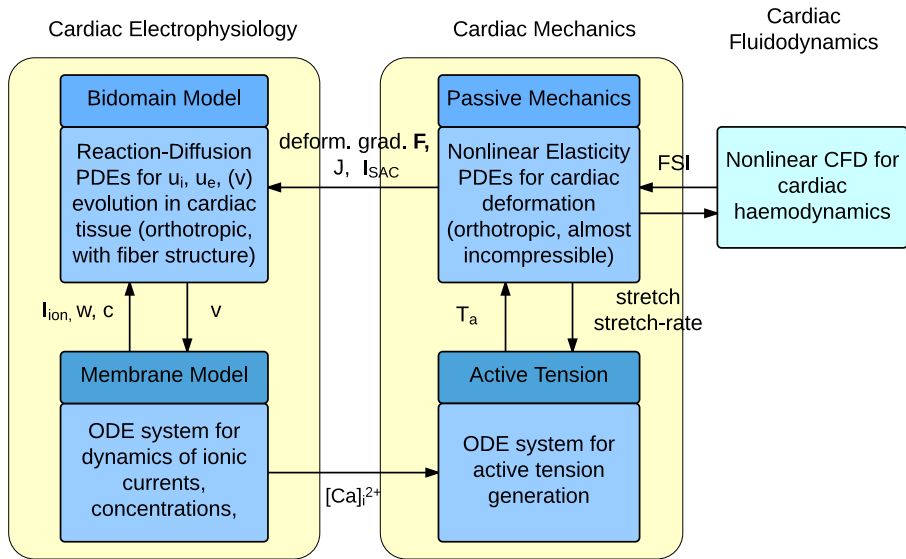 Cardiac Electrophysiology
Cardiac Mechanics
Cardiac
Fluidodynamics
Bidomain Model
Reaction-Diffusion
PDEs for uᵢ, uₑ, (v)
evolution in cardiac
tissue (orthotropic,
with fiber structure)
deform. grad. F,
J, I_SAC
Passive Mechanics
Nonlinear Elasticity
PDEs for cardiac
deformation
(orthotropic, almost
incompressible)
FSI
Nonlinear CFD for
cardiac
haemodynamics
I_ion, w, c
v
T_a
stretch
stretch-rate
Membrane Model
ODE system for
dynamics of ionic
currents,
concentrations,
[Ca]ᵢ²⁺
Active Tension
ODE system for
active tension
generation